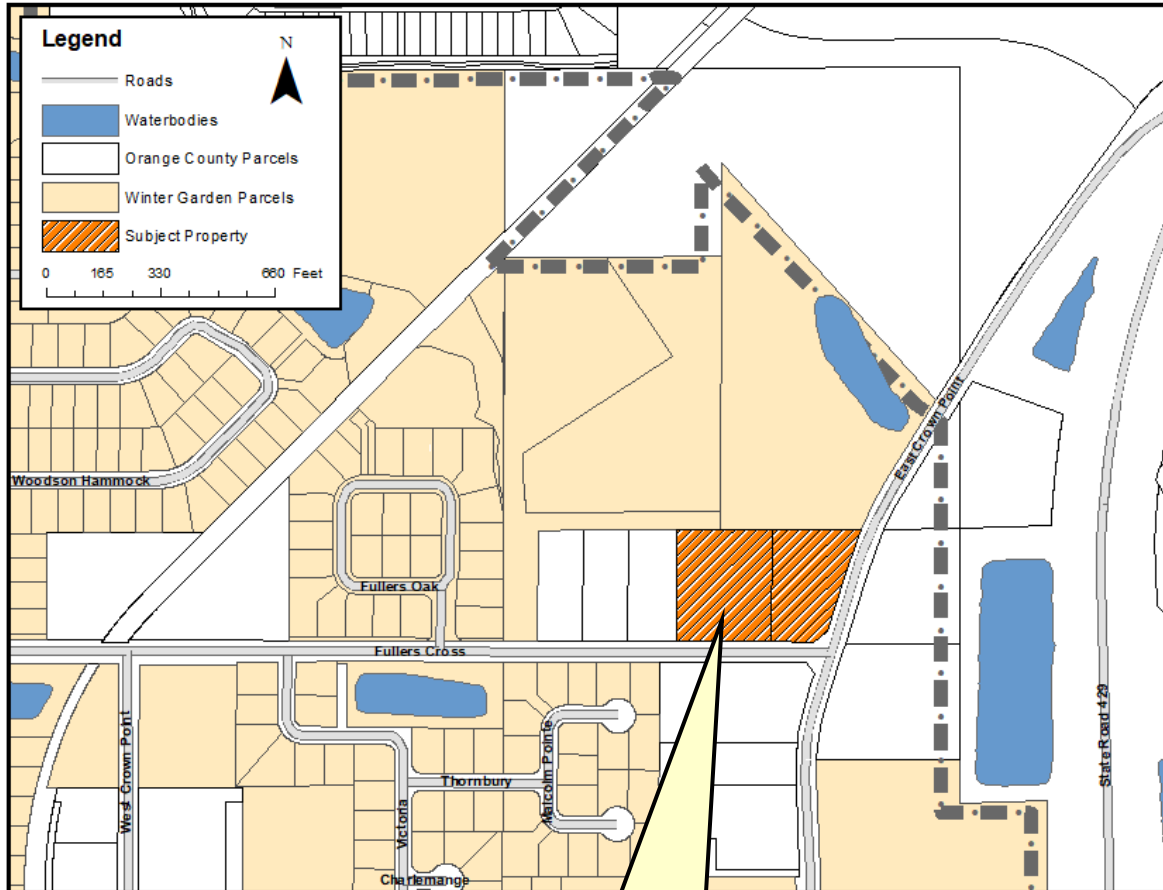 Legend
N
Roads
Waterbodies
Orange County Parcels
Winter Garden Parcels
Subject Property
0 165 330 660 Feet
East Crown Point
Woodson Hammock
Fullers Oak
Fullers Cross
West Crown Point
Victoria
Thornbury
Malcolm Pointe
State Road 429
Charlemange